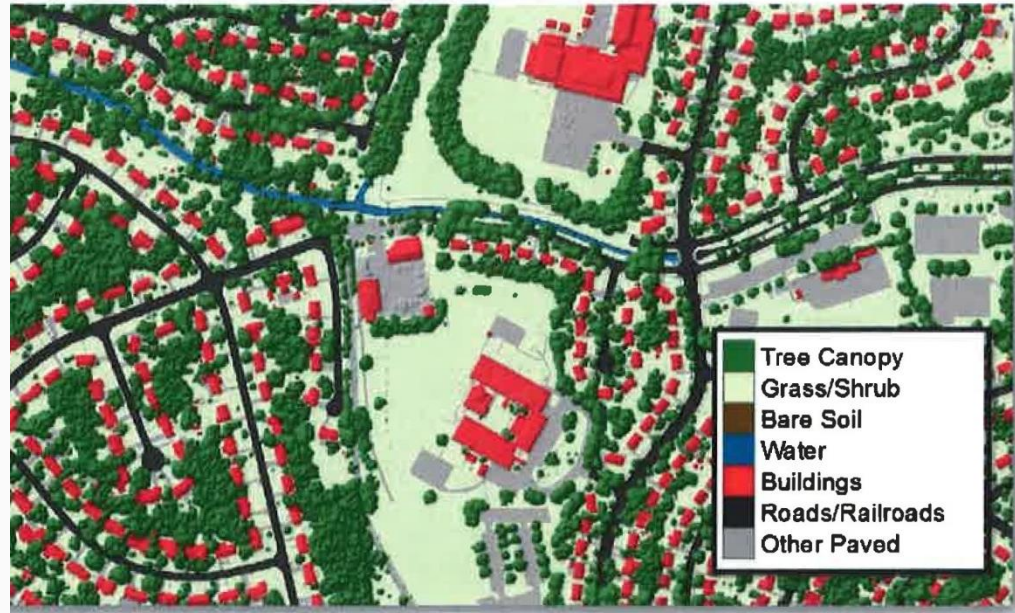 Tree Canopy
Grass/Shrub
Bare Soil
Water
Buildings
Roads/Railroads
Other Paved